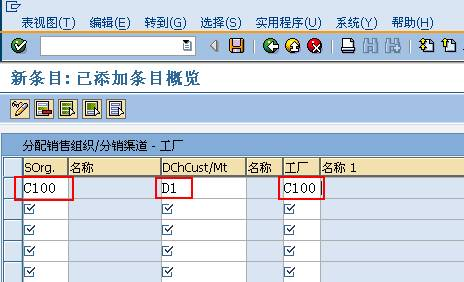 表视图(T) 编辑(E) 转到(G) 选择(S) 实用程序(U) 系统(Y) 帮助(H)
新条目: 已添加条目概览
分配销售组织/分销渠道 - 工厂
SOrg. 名称 DChCust/Mt 名称 工厂 名称 1
C100 D1 C100